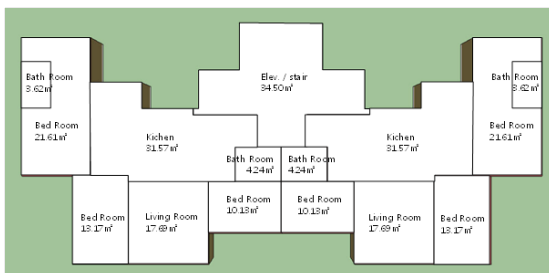 Bath Room
3.62m²
Bed Room
21.61m²
Kichen
31.57m²
Elev. / stair
34.50m²
Kichen
31.57m²
Bath Room
3.62m²
Bed Room
21.61m²
Bath Room
4.24m²
Bath Room
4.24m²
Bed Room
13.17m²
Living Room
17.69m²
Bed Room
10.13m²
Bed Room
10.13m²
Living Room
17.69m²
Bed Room
13.17m²